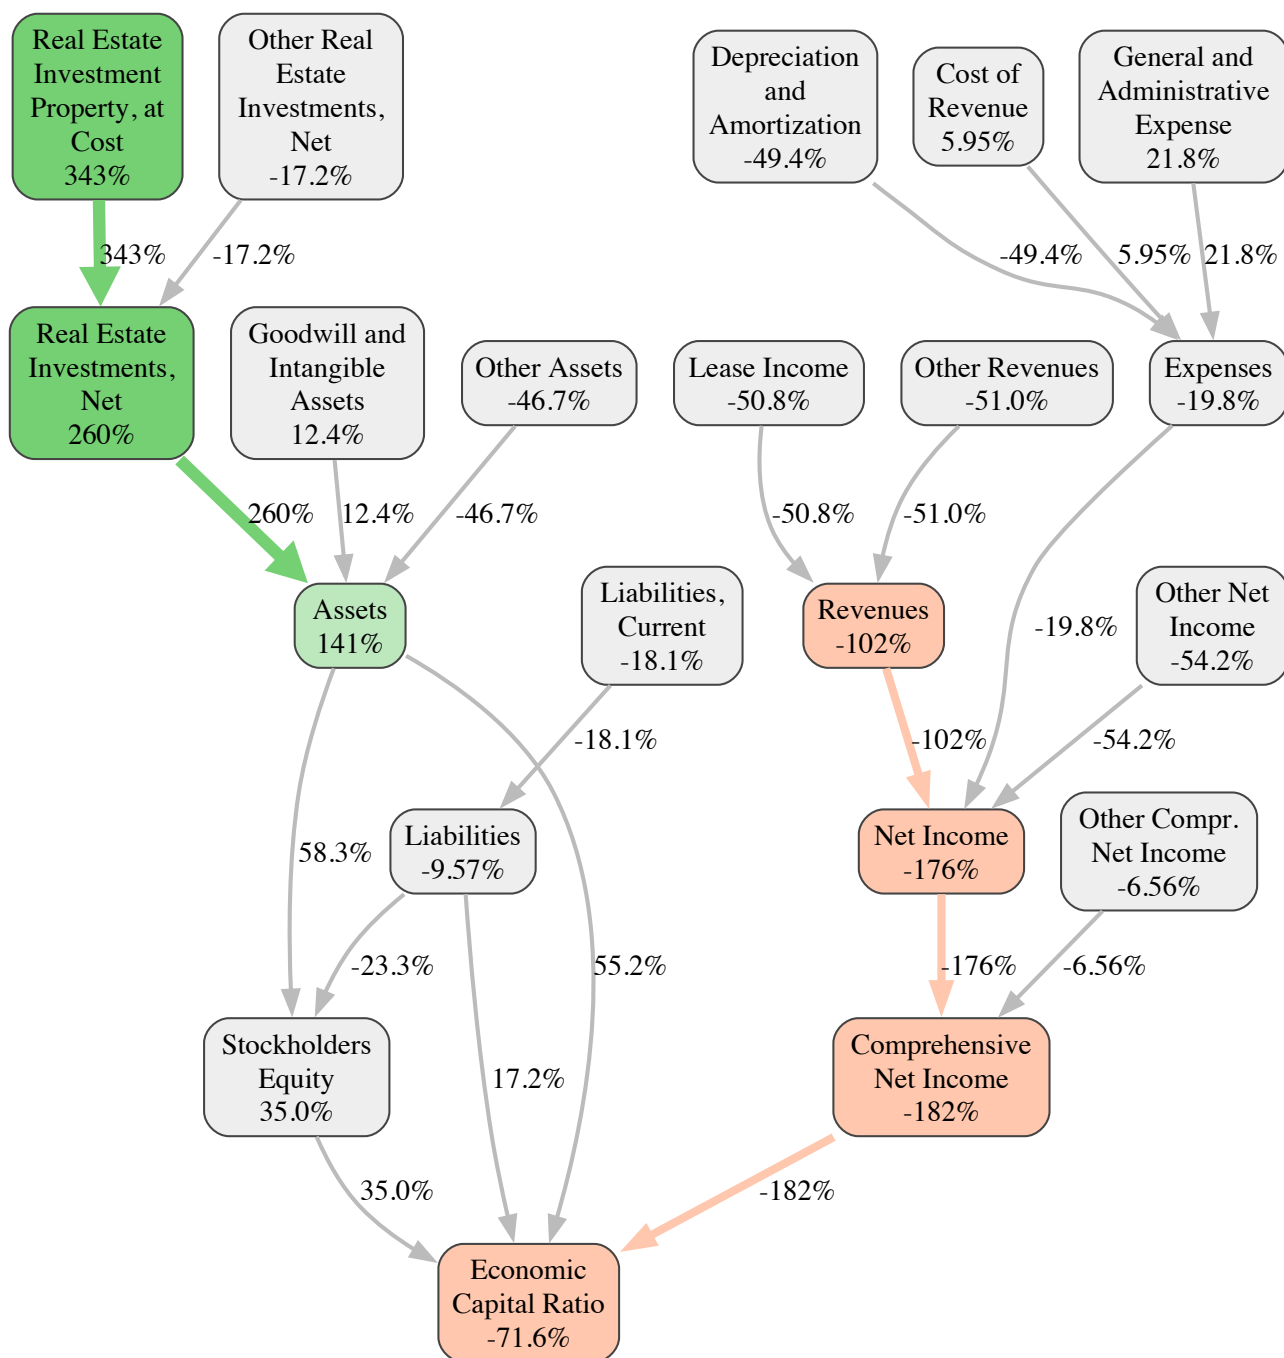 Real Estate
Investment
Property, at
Cost
343%
Other Real
Estate
Investments,
Net
-17.2%
Depreciation
and
Amortization
-49.4%
Cost of
Revenue
5.95%
General and
Administrative
Expense
21.8%
343%
-17.2%
-49.4%
5.95%
21.8%
Real Estate
Investments,
Net
260%
Goodwill and
Intangible
Assets
12.4%
Other Assets
-46.7%
Lease Income
-50.8%
Other Revenues
-51.0%
Expenses
-19.8%
260%
12.4%
-46.7%
-50.8%
-51.0%
Assets
141%
Liabilities,
Current
-18.1%
Revenues
-102%
-19.8%
Other Net
Income
-54.2%
-18.1%
-102%
-54.2%
58.3%
Liabilities
-9.57%
Net Income
-176%
Other Compr.
Net Income
-6.56%
-23.3%
55.2%
-176%
-6.56%
Stockholders
Equity
35.0%
17.2%
Comprehensive
Net Income
-182%
35.0%
-182%
Economic
Capital Ratio
-71.6%